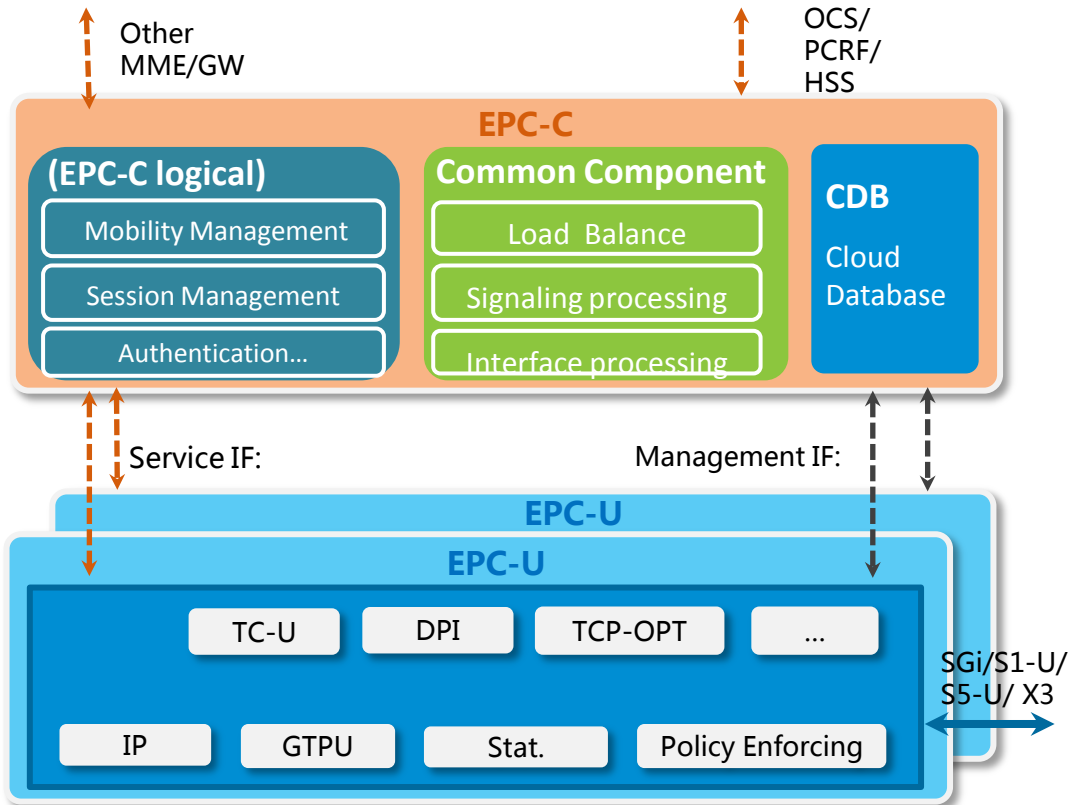 Other
MME/GW
OCS/
PCRF/
HSS
EPC-C
(EPC-C logical)
Mobility Management
Session Management
Authentication…
Common Component
Load Balance
Signaling processing
Interface processing
CDB
Cloud
Database
Service IF:
Management IF:
EPC-U
EPC-U
TC-U
DPI
TCP-OPT
...
IP
GTPU
Stat.
Policy Enforcing
SGi/S1-U/
S5-U/ X3